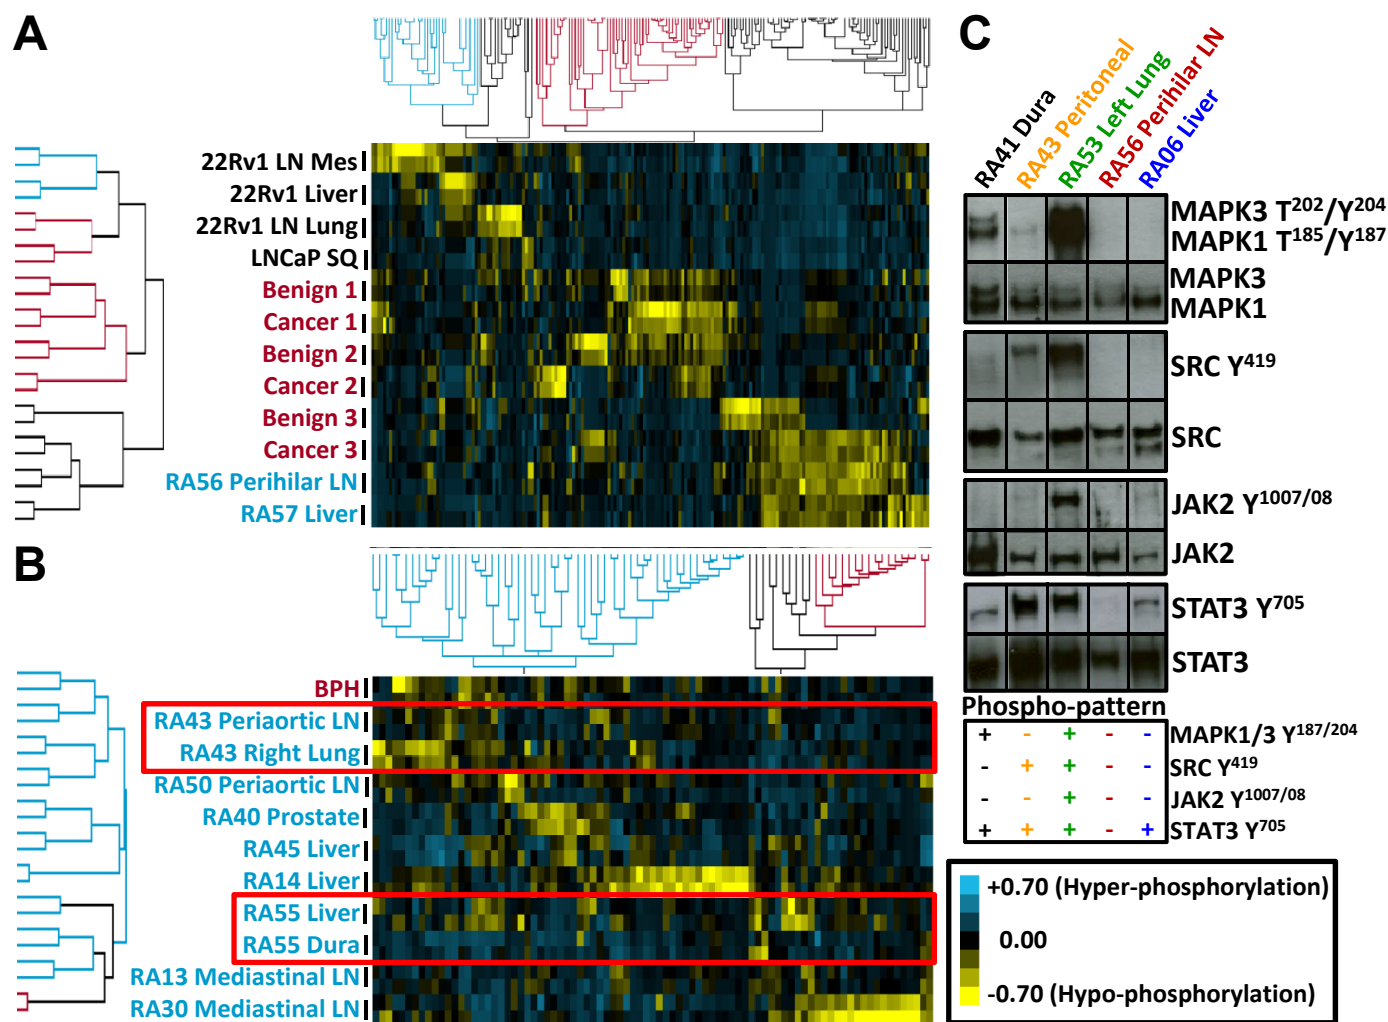 A
22Rv1 LN Mes
22Rv1 Liver
22Rv1 LN Lung
LNCaP SQ
Benign 1
Cancer 1
Benign 2
Cancer 2
Benign 3
Cancer 3
RA56 Perihilar LN
RA57 Liver
B
BPH
RA43 Periaortic LN
RA43 Right Lung
RA50 Periaortic LN
RA40 Prostate
RA45 Liver
RA14 Liver
RA55 Liver
RA55 Dura
RA13 Mediastinal LN
RA30 Mediastinal LN
C
RA41 Dura
RA43 Peritoneal
RA53 Left Lung
RA56 Perihilar LN
RA06 Liver
MAPK3 T202/Y204
MAPK1 T185/Y187
MAPK3
MAPK1
SRC Y419
SRC
JAK2 Y1007/08
JAK2
STAT3 Y705
STAT3
Phospho-pattern
+ - + - - MAPK1/3 Y187/204
- + + - - SRC Y419
- - + - - JAK2 Y1007/08
+ + + - + STAT3 Y705
+0.70 (Hyper-phosphorylation)
0.00
-0.70 (Hypo-phosphorylation)